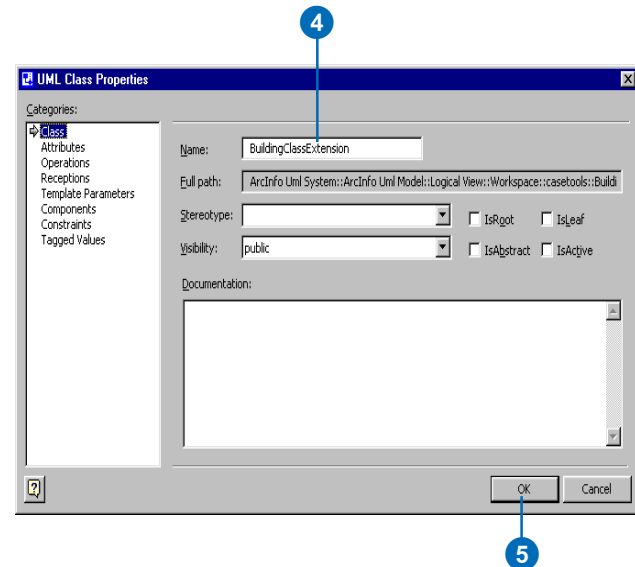 4
UML Class Properties
Categories:
Class
Attributes
Operations
Receptions
Template Parameters
Components
Constraints
Tagged Values
Name: BuildingClassExtension
Full path: ArcInfo Uml System::ArcInfo Uml Model::Logical View::Workspace::casetools::Buildi
Stereotype: IsRoot IsLeaf
Visibility: public IsAbstract IsActive
Documentation:
OK Cancel
5